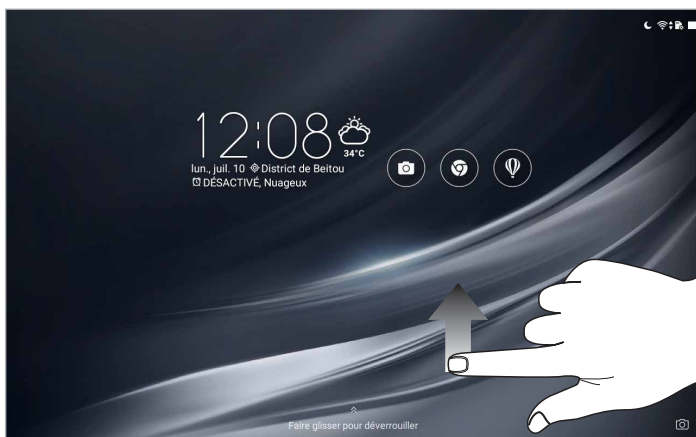 12:08
34°C
lun., juil. 10 District de Beitou
DÉSACTIVÉ, Nuageux
Faire glisser pour déverrouiller